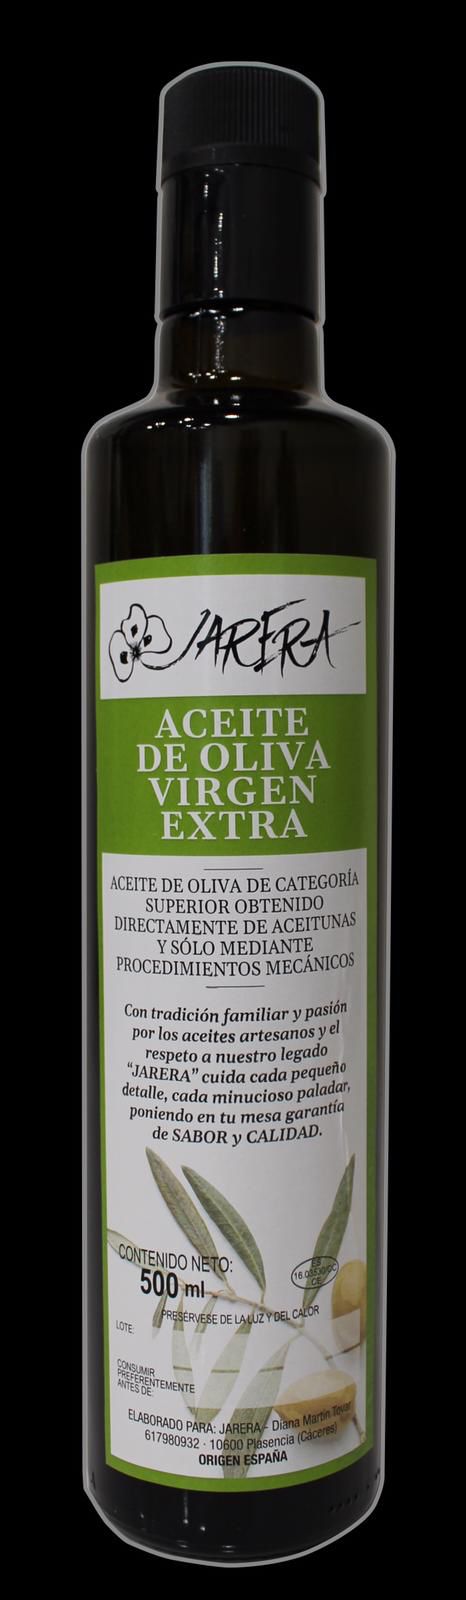 JARERA
ACEITE
DE OLIVA
VIRGEN
EXTRA
ACEITE DE OLIVA DE CATEGORÍA
SUPERIOR OBTENIDO
DIRECTAMENTE DE ACEITUNAS
Y SÓLO MEDIANTE
PROCEDIMIENTOS MECÁNICOS
Con tradición familiar y pasión
por los aceites artesanos y el
respeto a nuestro legado
“JARERA” cuida cada pequeño
detalle, cada minucioso paladar,
poniendo en tu mesa garantía
de SABOR y CALIDAD.
CONTENIDO NETO:
500 ml
ES
CE
PRESÉRVESE DE LA LUZ Y DEL CALOR
LOTE:
CONSUMIR
PREFERENTEMENTE
ANTES DE:
ELABORADO PARA: JARERA - Diana Martín Tovar
617980932 · 10600 Plasencia (Cáceres)
ORIGEN ESPAÑA